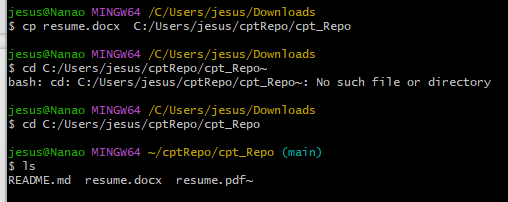 jesus@Nanao MINGW64 /C/Users/jesus/Downloads
$ cp resume.docx  C:/Users/jesus/cptRepo/cpt_Repo
jesus@Nanao MINGW64 /C/Users/jesus/Downloads
$ cd C:/Users/jesus/cptRepo/cpt_Repo~
bash: cd: C:/Users/jesus/cptRepo/cpt_Repo~: No such file or directory
jesus@Nanao MINGW64 /C/Users/jesus/Downloads
$ cd C:/Users/jesus/cptRepo/cpt_Repo
jesus@Nanao MINGW64 ~/cptRepo/cpt_Repo (main)
$ ls
README.md  resume.docx  resume.pdf~